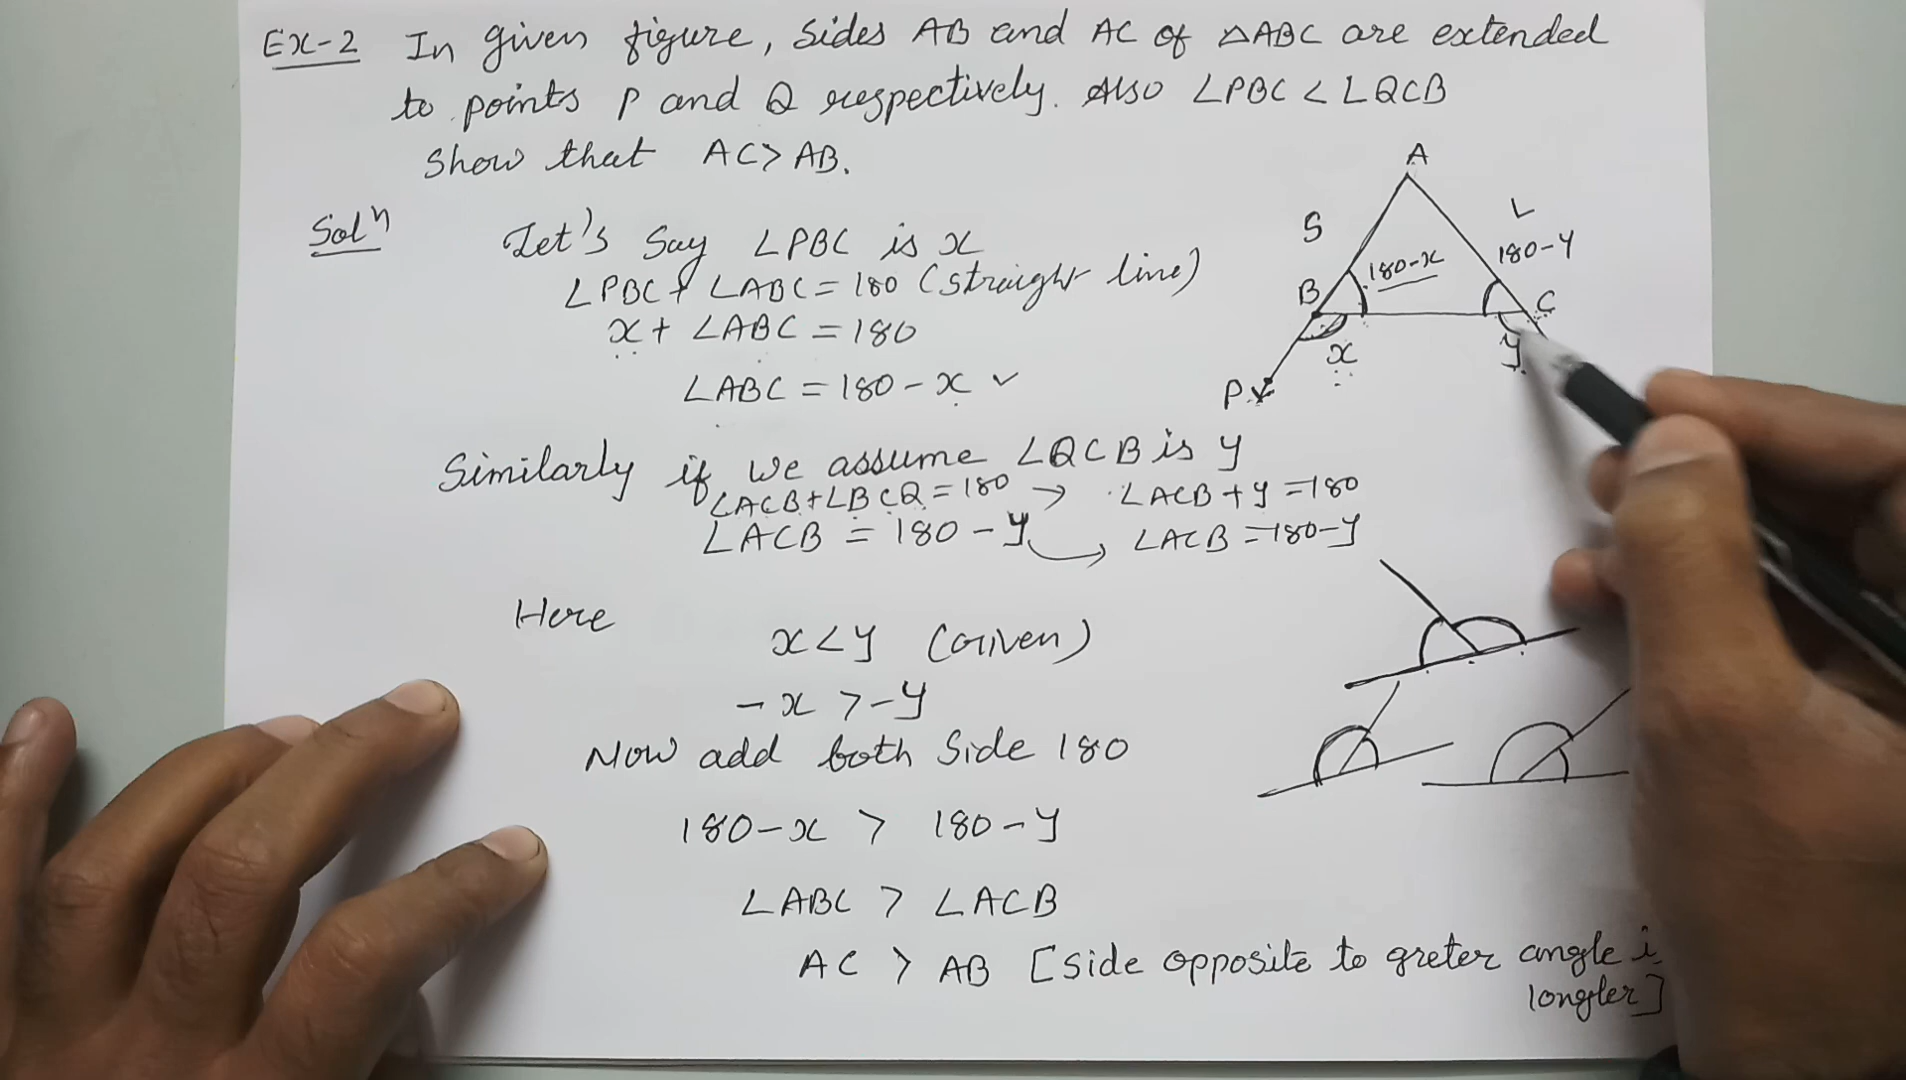 Ex-2 In given figure, sides AB and AC of △ABC are extended
to points P and Q respectively. Also ∠PBC < ∠QCB
Show that AC > AB.
Solⁿ Let's Say ∠PBC is x
∠PBC + ∠ABC = 180 (straight line)
x + ∠ABC = 180
∠ABC = 180 - x ✓
Similarly if we assume ∠QCB is y
∠ACB + ∠BCQ = 180 → ∠ACB + y = 180
∠ACB = 180 - y → ∠ACB = 180 - y
Here x < y (Given)
- x > - y
Now add both side 180
180 - x > 180 - y
∠ABC > ∠ACB
AC > AB [side opposite to greter angle i
longler]
A
S
L
180-x
180-y
B
C
x
y
P